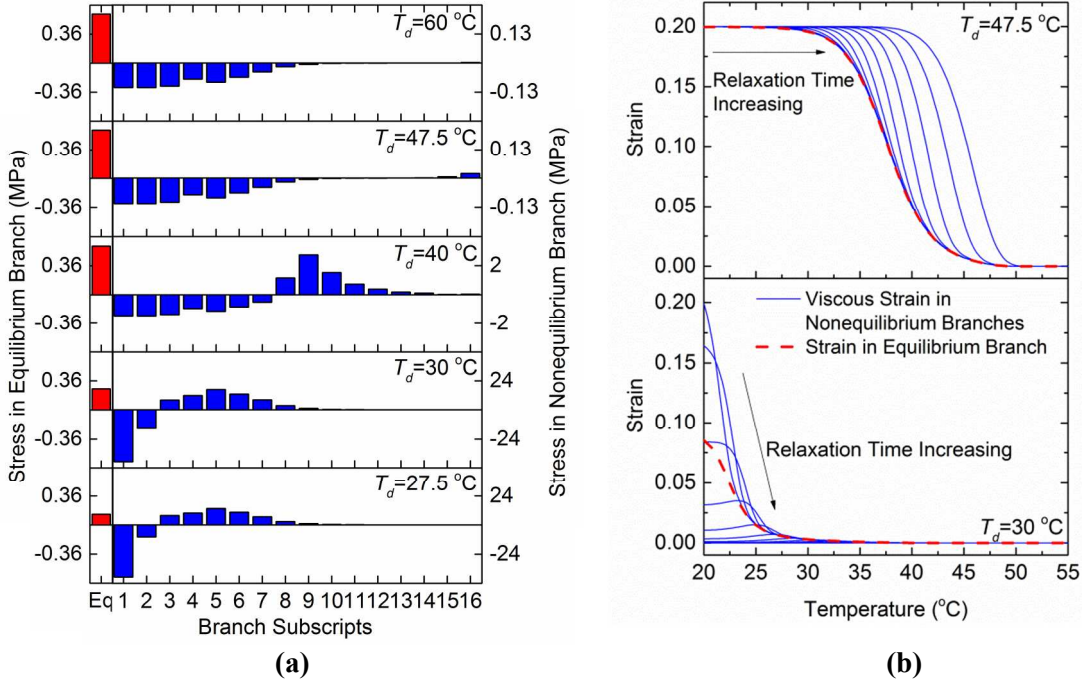 Stress in Equilibrium Branch (MPa)
Stress in Nonequilibrium Branch (MPa)
0.36
-0.36
Td=60 °C
0.13
-0.13
0.36
-0.36
Td=47.5 °C
0.13
-0.13
0.36
-0.36
Td=40 °C
2
-2
0.36
-0.36
Td=30 °C
24
-24
0.36
-0.36
Td=27.5 °C
24
-24
Eq 1 2 3 4 5 6 7 8 9 10 11 12 13 14 15 16
Branch Subscripts
(a)
Strain
0.20
0.15
0.10
0.05
0.00
Td=47.5 °C
Relaxation Time
Increasing
Strain
0.20
0.15
0.10
0.05
0.00
Viscous Strain in
Nonequilibrium Branches
Strain in Equilibrium Branch
Relaxation Time Increasing
Td=30 °C
20 25 30 35 40 45 50 55
Temperature (°C)
(b)